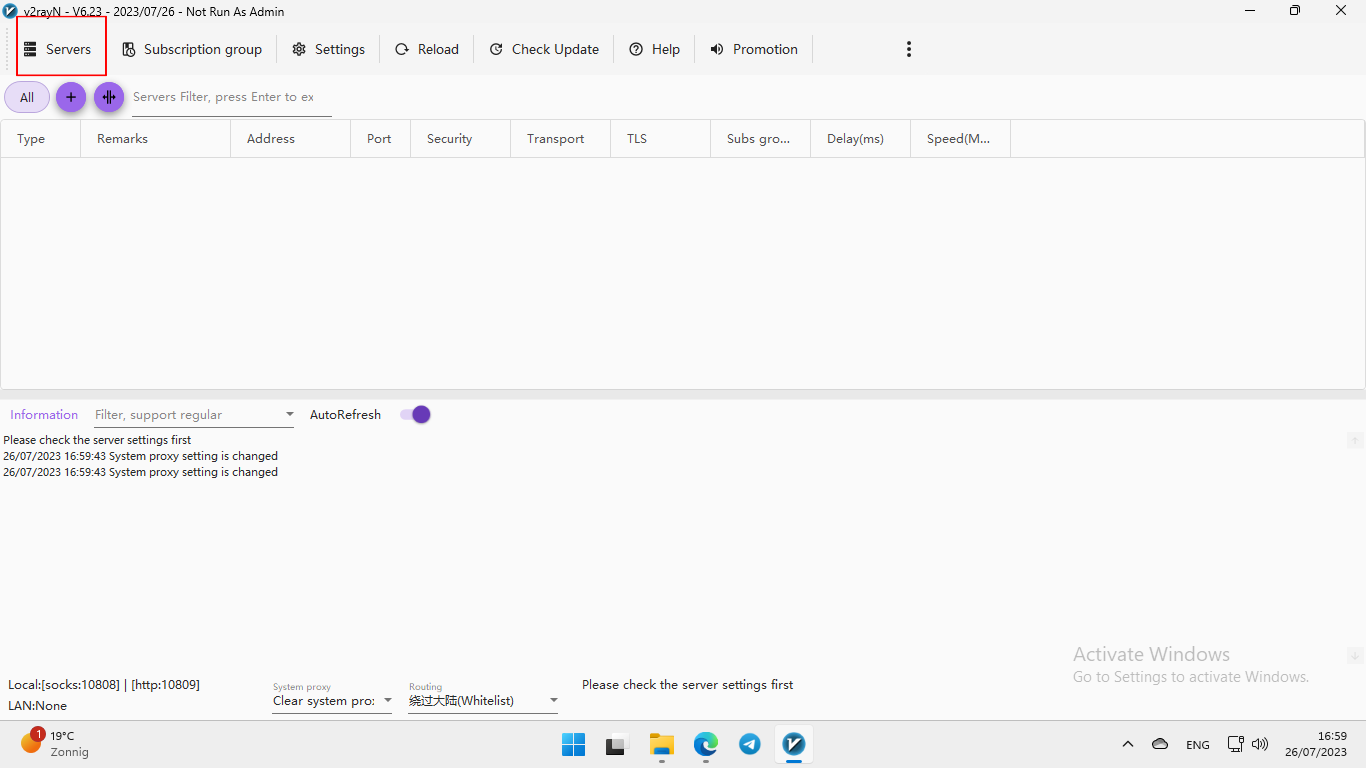 v2rayN - V6.23 - 2023/07/26 - Not Run As Admin
Servers
Subscription group
Settings
Reload
Check Update
Help
Promotion
All
Servers Filter, press Enter to ex
Type
Remarks
Address
Port
Security
Transport
TLS
Subs gro...
Delay(ms)
Speed(M...
Information
Filter, support regular
AutoRefresh
Please check the server settings first
26/07/2023 16:59:43 System proxy setting is changed
26/07/2023 16:59:43 System proxy setting is changed
Activate Windows
Go to Settings to activate Windows.
Local:[socks:10808] | [http:10809]
LAN:None
System proxy
Clear system pro:
Routing
绕过大陆(Whitelist)
Please check the server settings first
1
19°C
Zonnig
ENG
16:59
26/07/2023